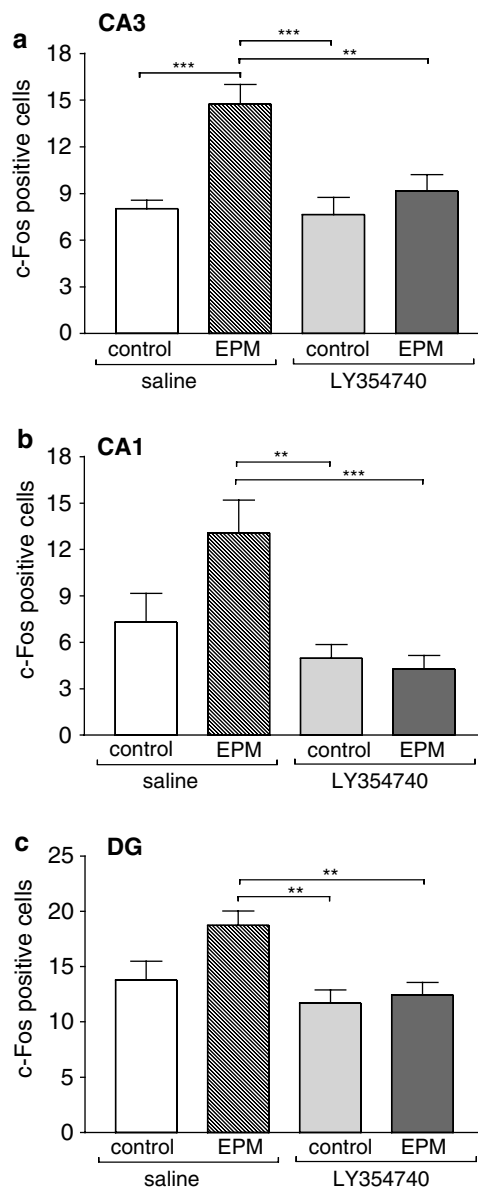 a CA3
*** ***
**
18
15
12
9
6
3
0
c-Fos positive cells
control EPM control EPM
saline LY354740
b CA1
**
***
18
15
12
9
6
3
0
c-Fos positive cells
control EPM control EPM
saline LY354740
c DG
**
**
25
20
15
10
5
0
c-Fos positive cells
control EPM control EPM
saline LY354740